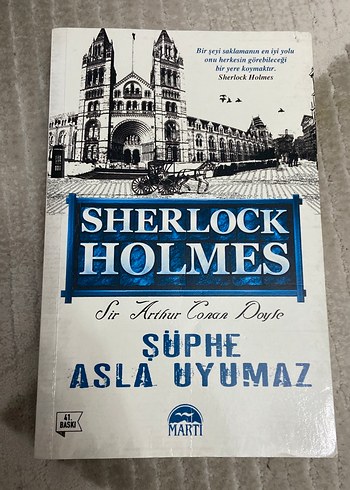 Bir şeyi saklamanın en iyi yolu
onu herkesin görebileceği
bir yere koymaktır.
Sherlock Holmes
SHERLOCK
HOLMES
Sir Arthur Conan Doyle
ŞÜPHE
ASLA UYUMAZ
41.
BASKI
MARTI